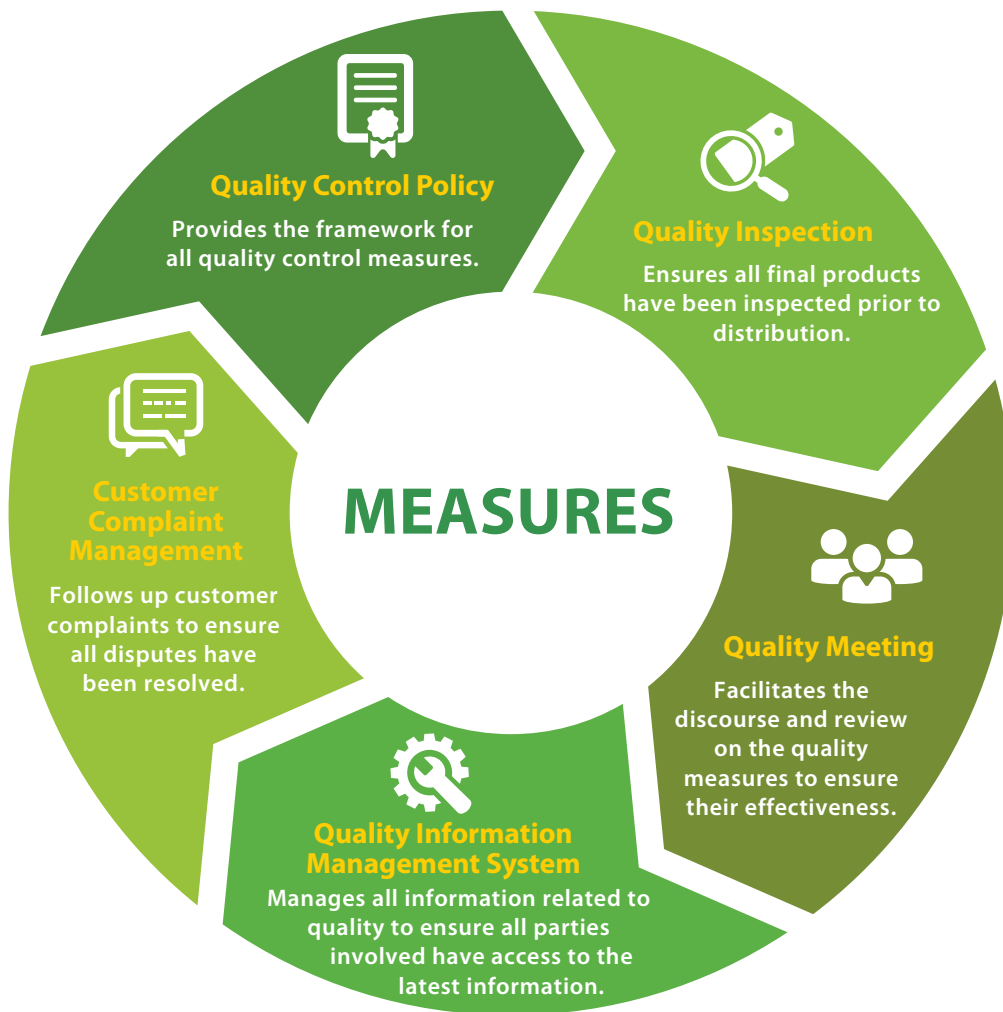 Quality Control Policy
Provides the framework for
all quality control measures.
Quality Inspection
Ensures all final products
have been inspected prior to
distribution.
Quality Meeting
Facilitates the
discourse and review
on the quality
measures to ensure
their effectiveness.
Quality Information
Management System
Manages all information related to
quality to ensure all parties
involved have access to the
latest information.
Customer
Complaint
Management
Follows up customer
complaints to ensure
all disputes have
been resolved.
MEASURES